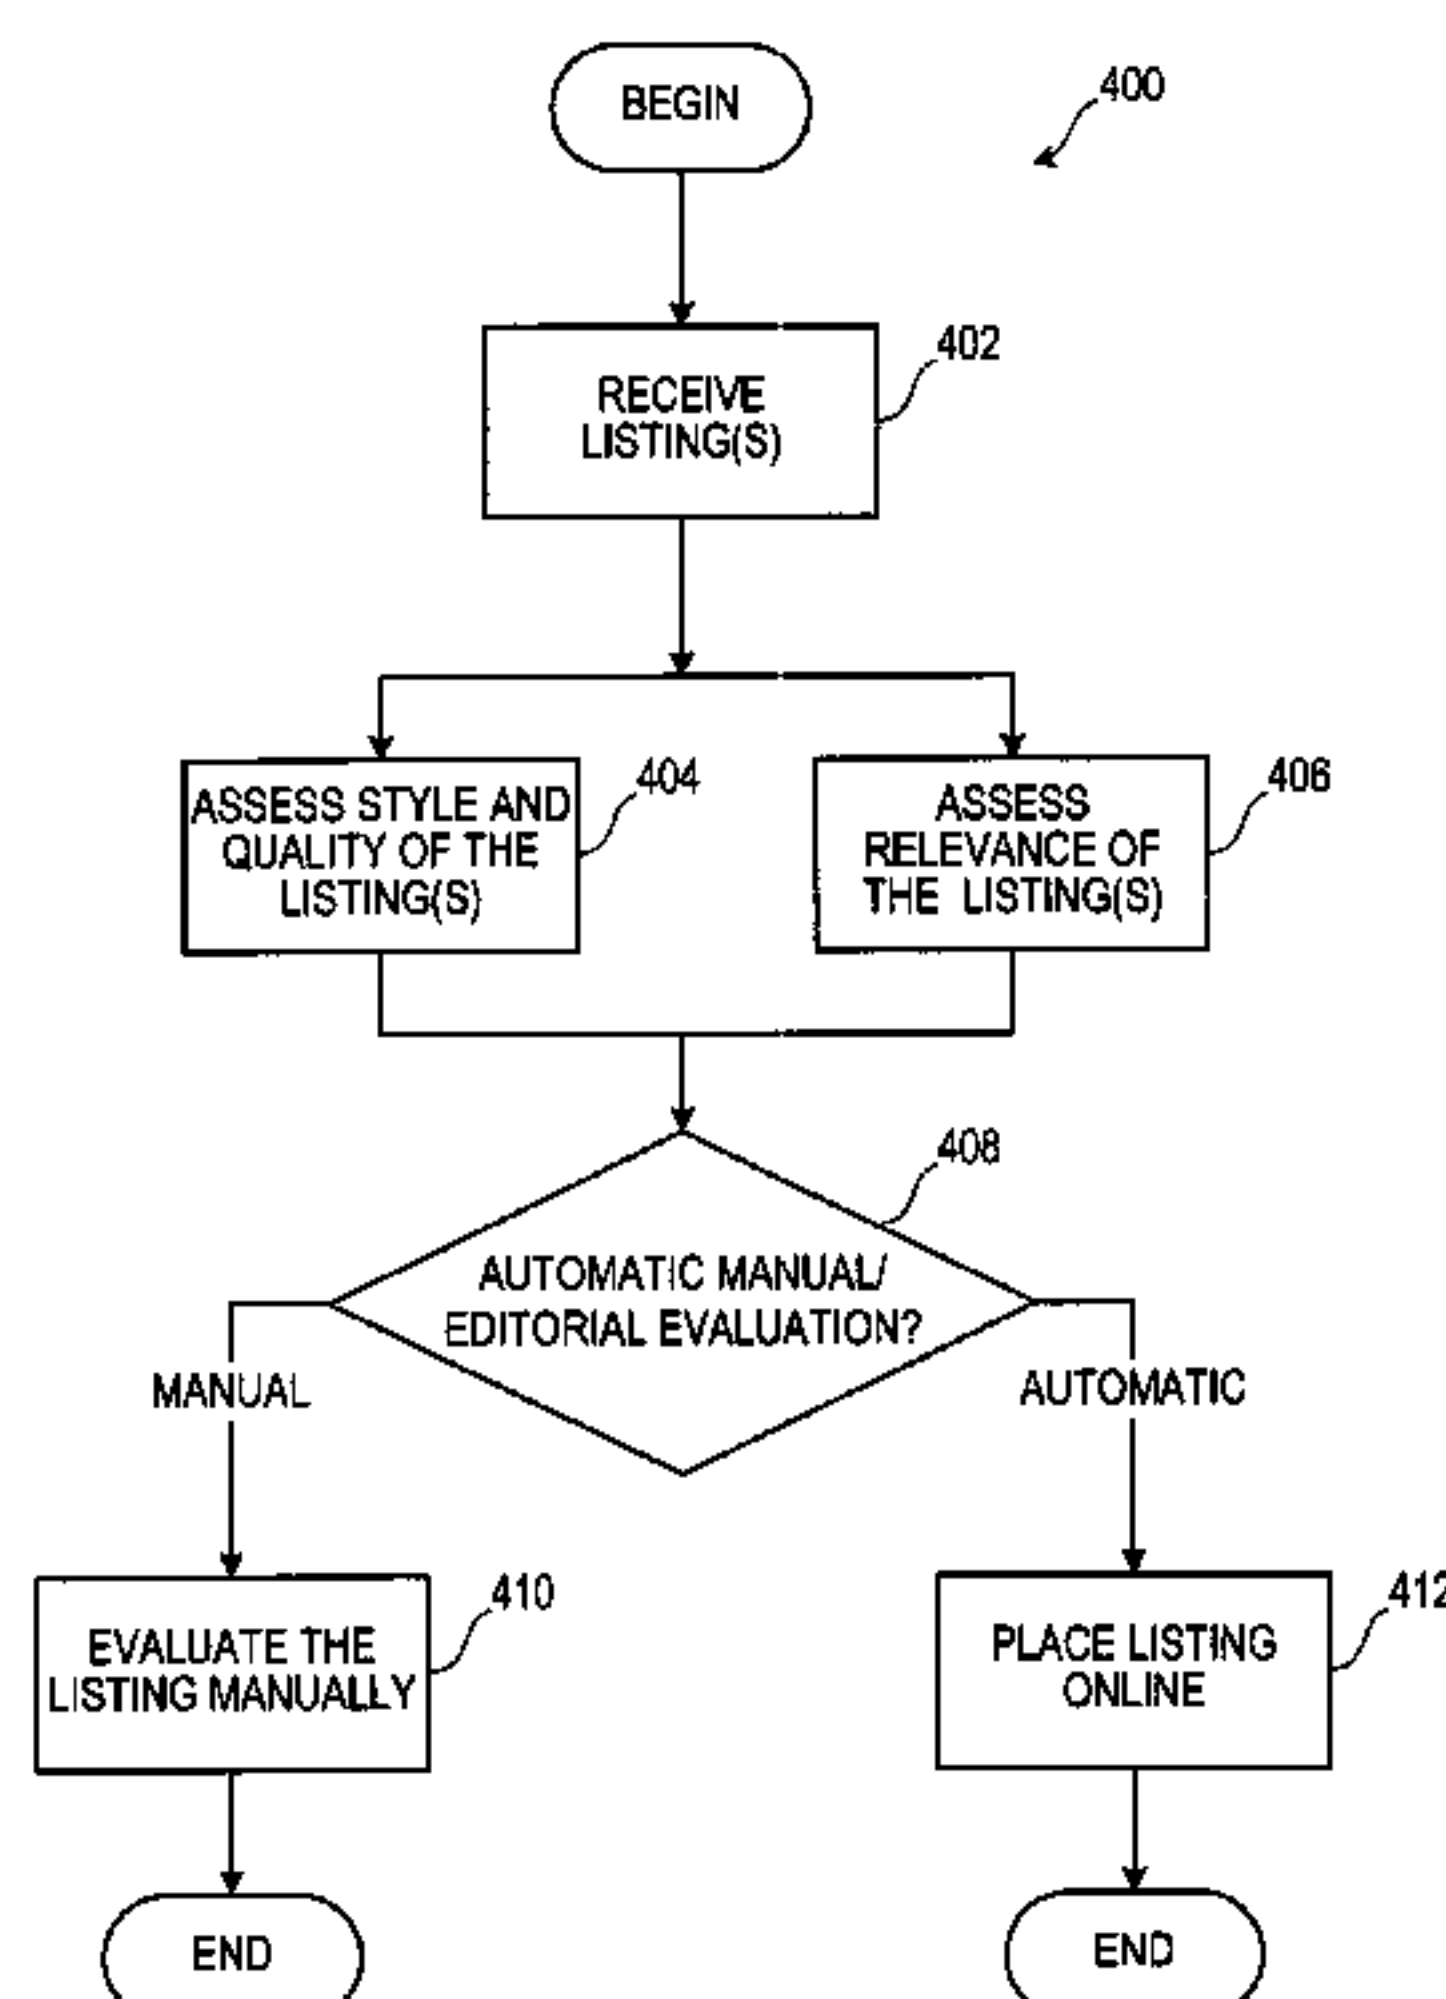 BEGIN
400
RECEIVE
LISTING(S)
402
ASSESS STYLE AND
QUALITY OF THE
LISTING(S)
404
ASSESS
RELEVANCE OF
THE LISTING(S)
406
AUTOMATIC MANUAL/
EDITORIAL EVALUATION?
408
MANUAL
AUTOMATIC
EVALUATE THE
LISTING MANUALLY
410
PLACE LISTING
ONLINE
412
END
END